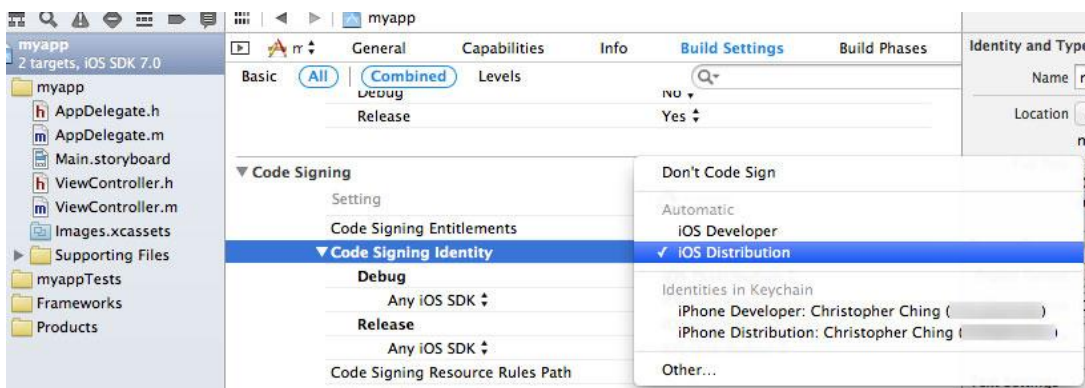 myapp
myapp
2 targets, iOS SDK 7.0
General Capabilities Info Build Settings Build Phases
Identity and Type
Basic All Combined Levels
Name
Debug No
Release Yes
Location
myapp
AppDelegate.h
AppDelegate.m
Main.storyboard
ViewController.h
ViewController.m
Images.xcassets
Supporting Files
myappTests
Frameworks
Products
Code Signing
Setting
Code Signing Entitlements
Code Signing Identity
Debug
Any iOS SDK
Release
Any iOS SDK
Code Signing Resource Rules Path
Don't Code Sign
Automatic
iOS Developer
✓ iOS Distribution
Identities in Keychain
iPhone Developer: Christopher Ching ( )
iPhone Distribution: Christopher Ching ( )
Other...